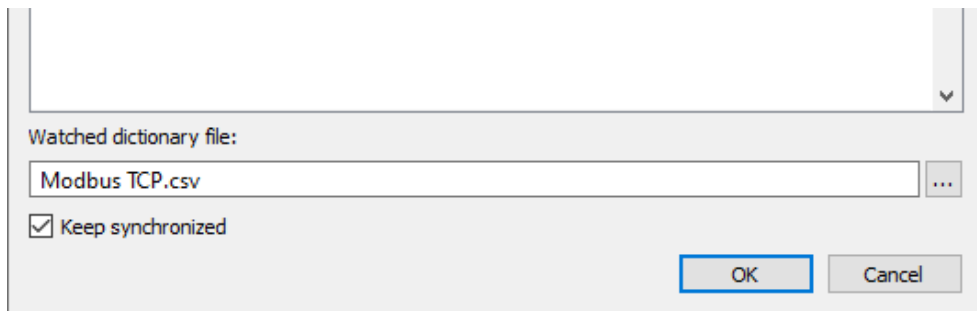 Watched dictionary file:
Modbus TCP.csv
...
Keep synchronized
OK Cancel